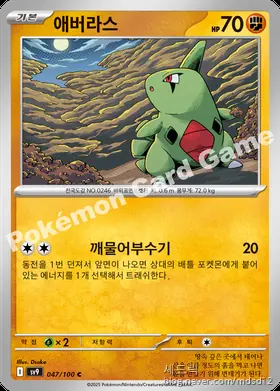 기본
애버라스
HP 70
전국도감 NO.0246 바위표면 포켓몬 키: 0.6 m 몸무게: 72.0 kg
Pokémon Card Game
깨물어부수기 20
동전을 1번 던져서 앞면이 나오면 상대의 배틀 포켓몬에게 붙어
있는 에너지를 1개 선택해서 트래쉬한다.
약점 ×2 저항력 후퇴
Illus. Dsuke
sv9 047/100 C
©2025 Pokémon/Nintendo/Creatures/GAME FREAK